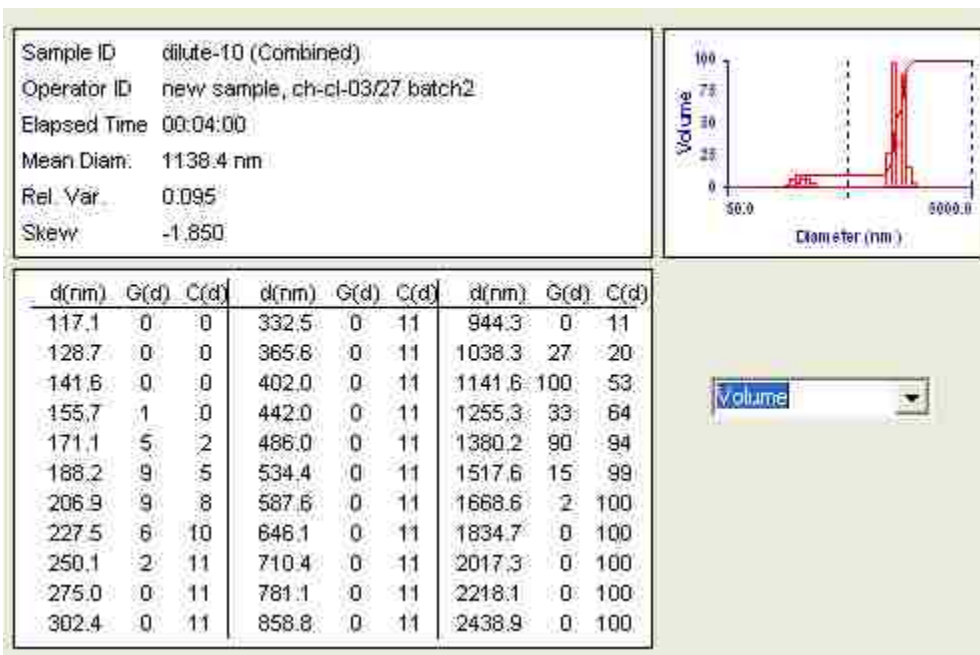 Sample ID dilute-10 (Combined)
Operator ID new sample, ch-cl-03/27 batch2
Elapsed Time 00:04:00
Mean Diam. 1138.4 nm
Rel. Var. 0.095
Skew -1.850
100
75
50
25
0
Volume
50.0 5000.0
Diameter (nm)
d(nm) G(d) C(d) d(nm) G(d) C(d) d(nm) G(d) C(d)
117.1 0 0 332.5 0 11 944.3 0 11
128.7 0 0 365.6 0 11 1038.3 27 20
141.6 0 0 402.0 0 11 1141.6 100 53
155.7 1 0 442.0 0 11 1255.3 33 64
171.1 5 2 486.0 0 11 1380.2 90 94
188.2 9 5 534.4 0 11 1517.6 15 99
206.9 9 8 587.6 0 11 1668.6 2 100
227.5 6 10 646.1 0 11 1834.7 0 100
250.1 2 11 710.4 0 11 2017.3 0 100
275.0 0 11 781.1 0 11 2218.1 0 100
302.4 0 11 858.8 0 11 2438.9 0 100
Volume